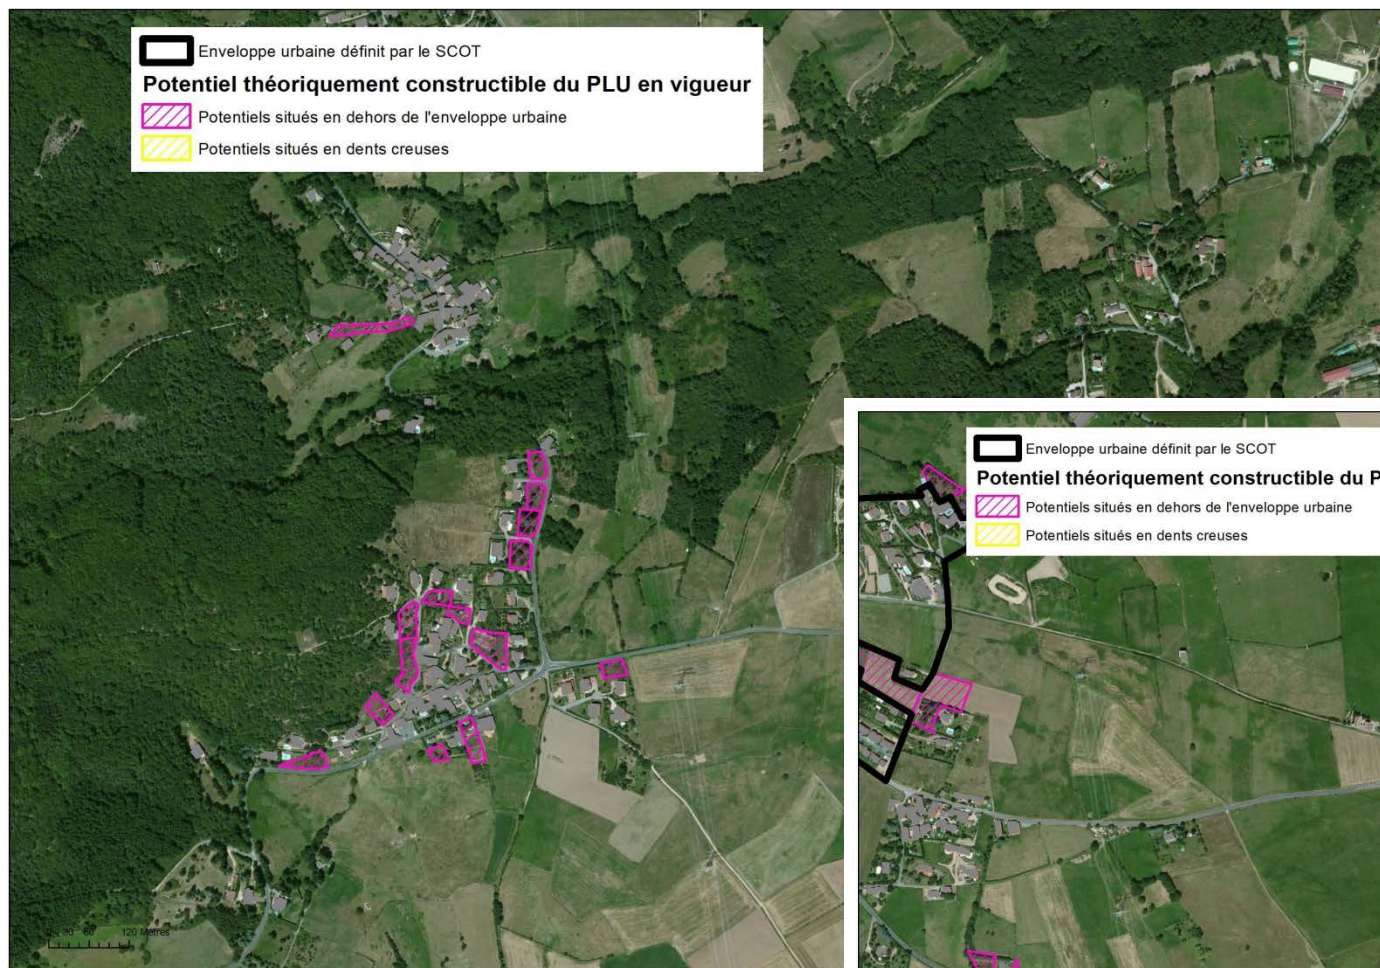 Enveloppe urbaine définit par le SCOT
Potentiel théoriquement constructible du PLU en vigueur
Potentiels situés en dehors de l'enveloppe urbaine
Potentiels situés en dents creuses
Enveloppe urbaine définit par le SCOT
Potentiel théoriquement constructible du P
Potentiels situés en dehors de l'enveloppe urbaine
Potentiels situés en dents creuses
120 Mètres